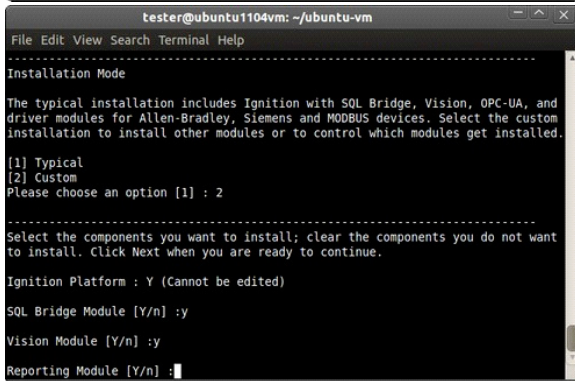 tester@ubuntu1104vm: ~/ubuntu-vm
File Edit View Search Terminal Help
--------------------------------------------------------------------------------
Installation Mode
The typical installation includes Ignition with SQL Bridge, Vision, OPC-UA, and
driver modules for Allen-Bradley, Siemens and MODBUS devices. Select the custom
installation to install other modules or to control which modules get installed.
[1] Typical
[2] Custom
Please choose an option [1] : 2
--------------------------------------------------------------------------------
Select the components you want to install; clear the components you do not want
to install. Click Next when you are ready to continue.
Ignition Platform : Y (Cannot be edited)
SQL Bridge Module [Y/n] :y
Vision Module [Y/n] :y
Reporting Module [Y/n] :